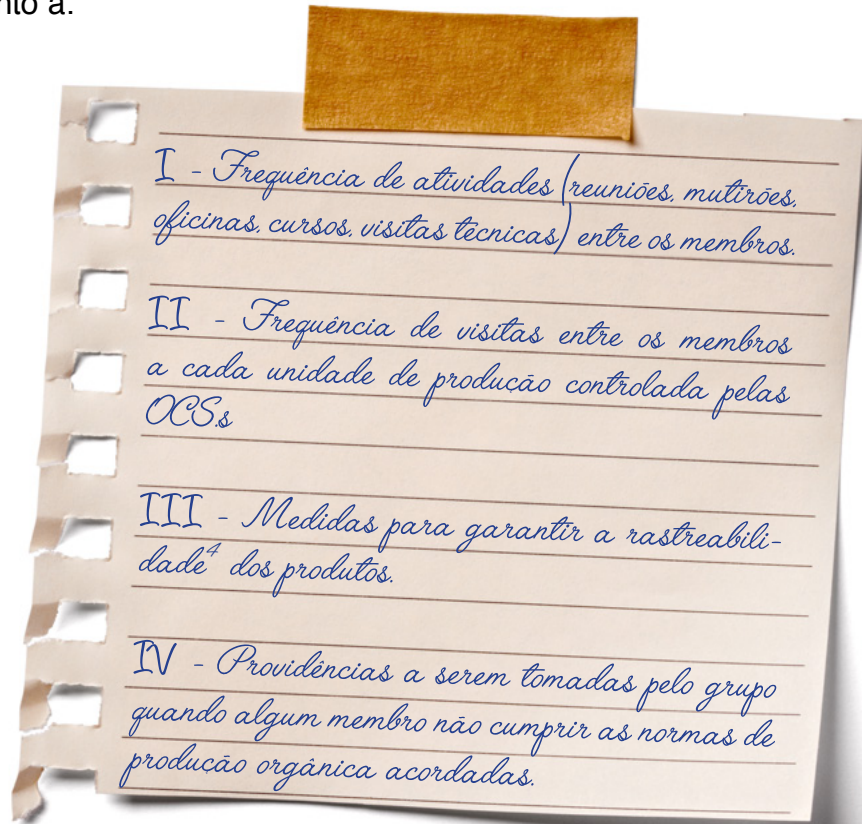 nto a:
I - Frequência de atividades (reuniões, mutirões,
oficinas, cursos, visitas técnicas) entre os membros.
II - Frequência de visitas entre os membros
a cada unidade de produção controlada pelas
OCS.s
III - Medidas para garantir a rastreabili-
dade⁴ dos produtos.
IV - Providências a serem tomadas pelo grupo
quando algum membro não cumprir as normas de
produção orgânica acordadas.